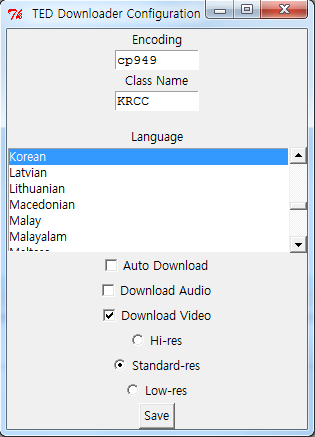 TED Downloader Configuration
Encoding
cp949
Class Name
KRCC
Language
Korean
Latvian
Lithuanian
Macedonian
Malay
Malayalam
Maltese
Auto Download
Download Audio
Download Video
Hi-res
Standard-res
Low-res
Save